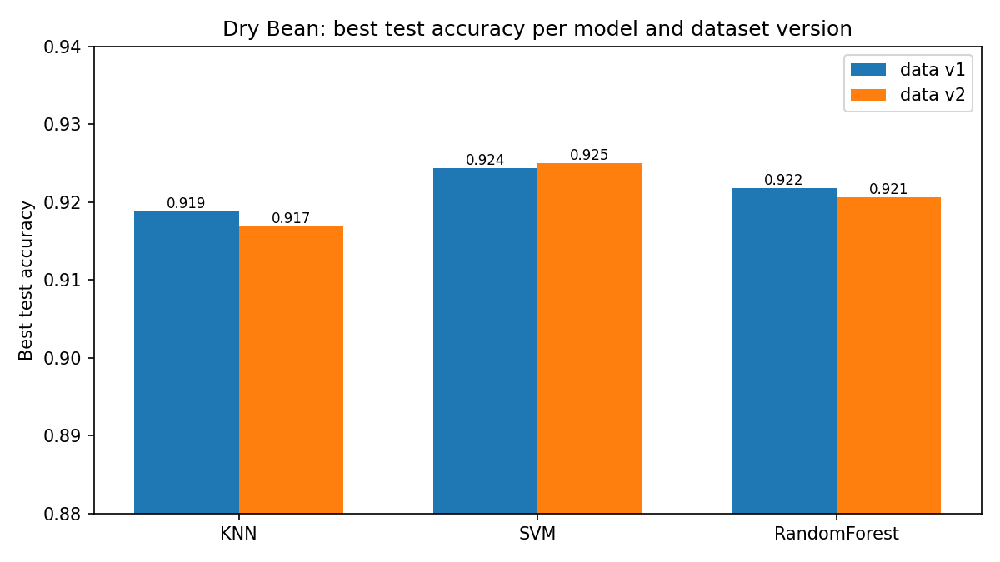 Dry Bean: best test accuracy per model and dataset version
0.94
0.93
0.92
0.91
0.90
0.89
0.88
Best test accuracy
data v1
data v2
0.919
0.917
0.924
0.925
0.922
0.921
KNN
SVM
RandomForest